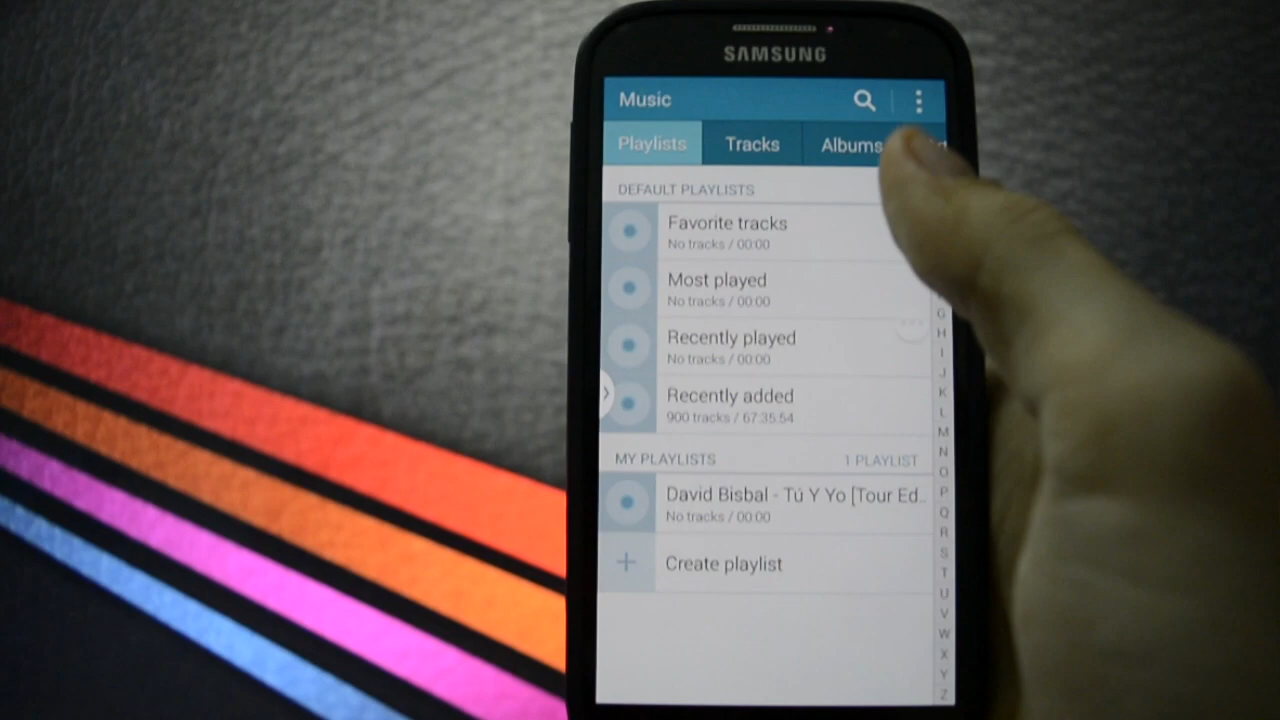 SAMSUNG
Music
Playlists
Tracks
Albums
DEFAULT PLAYLISTS
Favorite tracks
No tracks / 00:00
Most played
No tracks / 00:00
Recently played
No tracks / 00:00
Recently added
900 tracks / 67:35:54
MY PLAYLISTS
1 PLAYLIST
David Bisbal - Tú Y Yo [Tour Ed..
No tracks / 00:00
Create playlist
G
H
I
J
K
L
M
N
O
P
Q
R
S
T
U
V
W
X
Y
Z